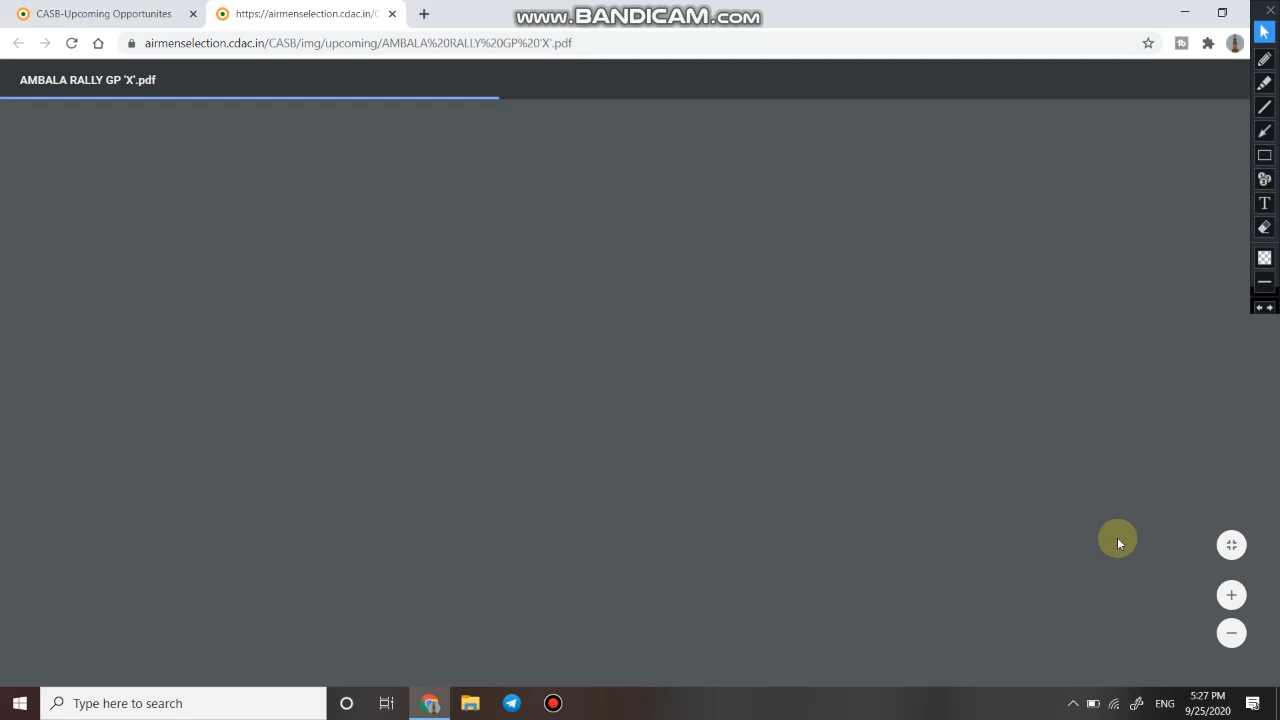 CASB-Upcoming Opportunites
https://airmenselection.cdac.in/C
www.BANDICAM.com
airmenselection.cdac.in/CASB/img/upcoming/AMBALA%20RALLY%20GP%20'X'.pdf
AMBALA RALLY GP 'X'.pdf
T
Type here to search
ENG
5:27 PM
9/25/2020